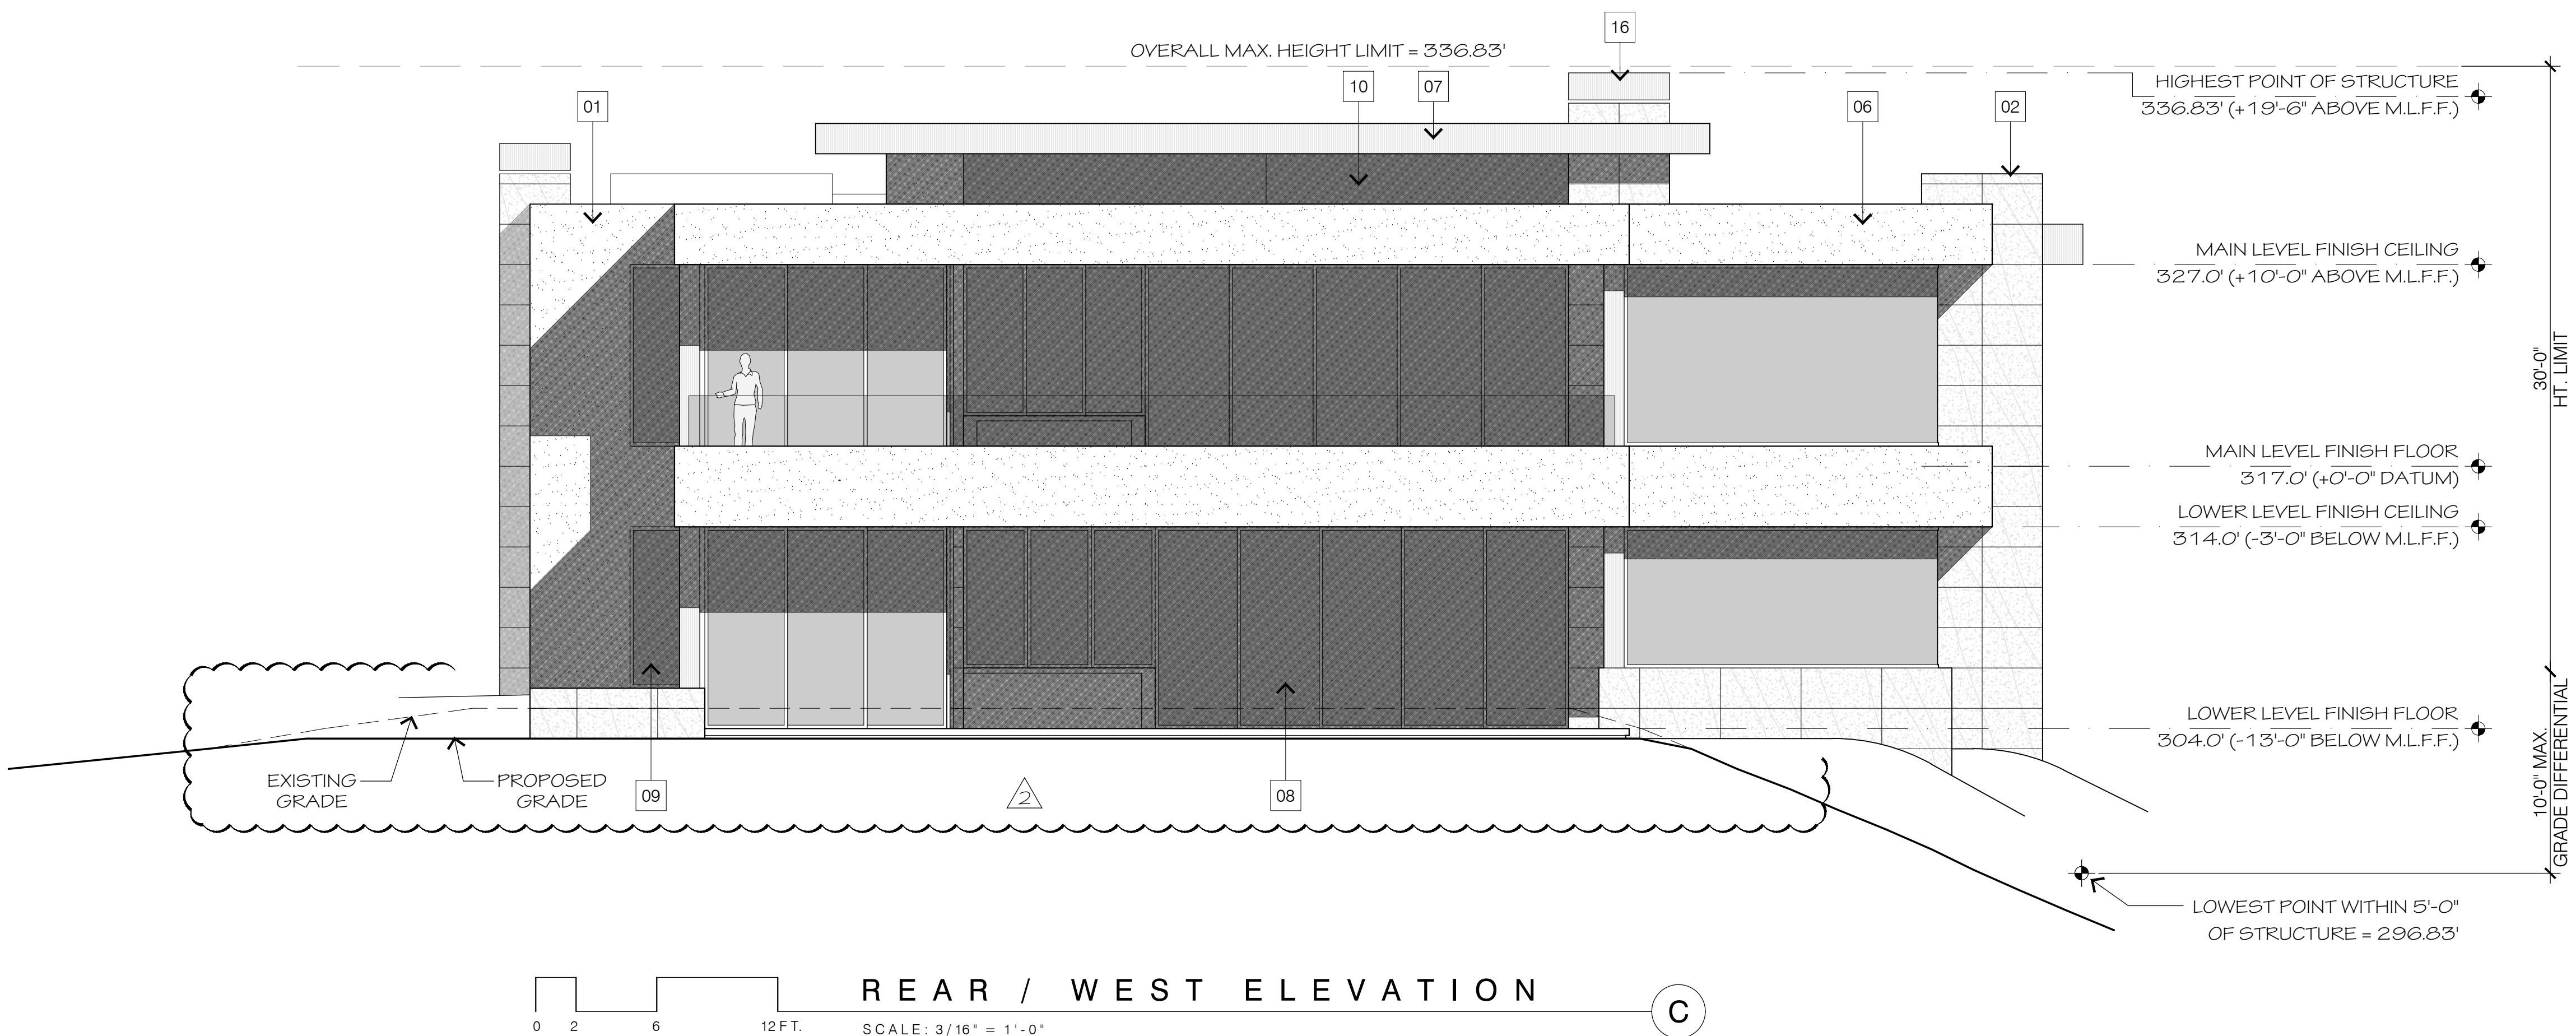 16
OVERALL MAX. HEIGHT LIMIT = 336.83'
HIGHEST POINT OF STRUCTURE
336.83' (+19'-6" ABOVE M.L.F.F.)
01
10
07
06
02
MAIN LEVEL FINISH CEILING
327.0' (+10'-0" ABOVE M.L.F.F.)
30'-0"
HT. LIMIT
MAIN LEVEL FINISH FLOOR
317.0' (+0'-0" DATUM)
LOWER LEVEL FINISH CEILING
314.0' (-3'-0" BELOW M.L.F.F.)
LOWER LEVEL FINISH FLOOR
304.0' (-13'-0" BELOW M.L.F.F.)
10'-0" MAX.
GRADE DIFFERENTIAL
EXISTING
GRADE
PROPOSED
GRADE
09
2
08
LOWEST POINT WITHIN 5'-0"
OF STRUCTURE = 296.83'
REAR / WEST ELEVATION
C
0 2 6 12 FT.
SCALE: 3/16" = 1'-0"